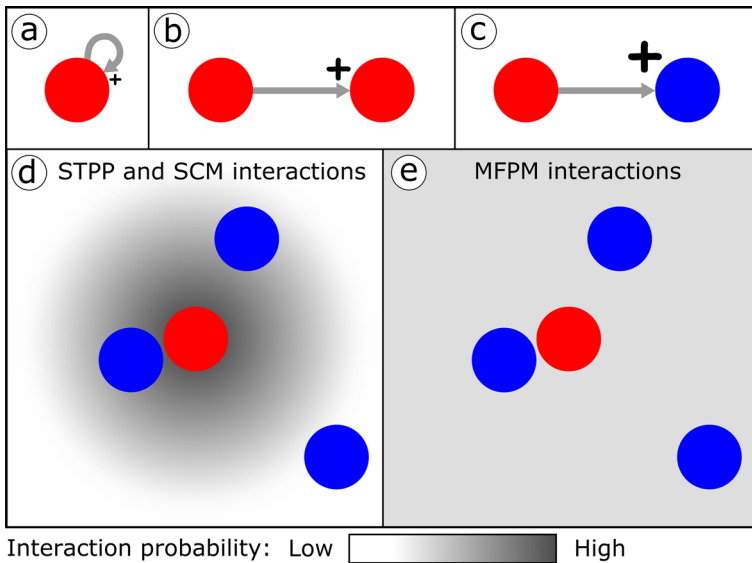 a
b
c
+
+
+
d STPP and SCM interactions
e MFPM interactions
Interaction probability: Low High